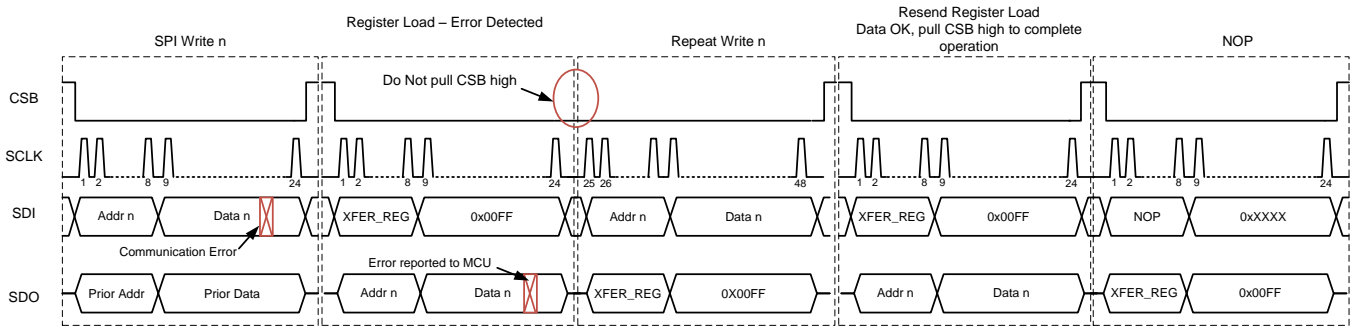 Resend Register Load
Register Load – Error Detected
Data OK, pull CSB high to complete
operation
SPI Write n
Repeat Write n
NOP
Do Not pull CSB high
CSB
SCLK
1 2 8 9 24 1 2 8 9 24 25 26 48 1 2 8 9 24 1 2 8 9 24
SDI Addr n Data n XFER_REG 0x00FF Addr n Data n XFER_REG 0x00FF NOP 0xXXXX
Communication Error
Error reported to MCU
SDO Prior Addr Prior Data Addr n Data n XFER_REG 0X00FF Addr n Data n XFER_REG 0x00FF